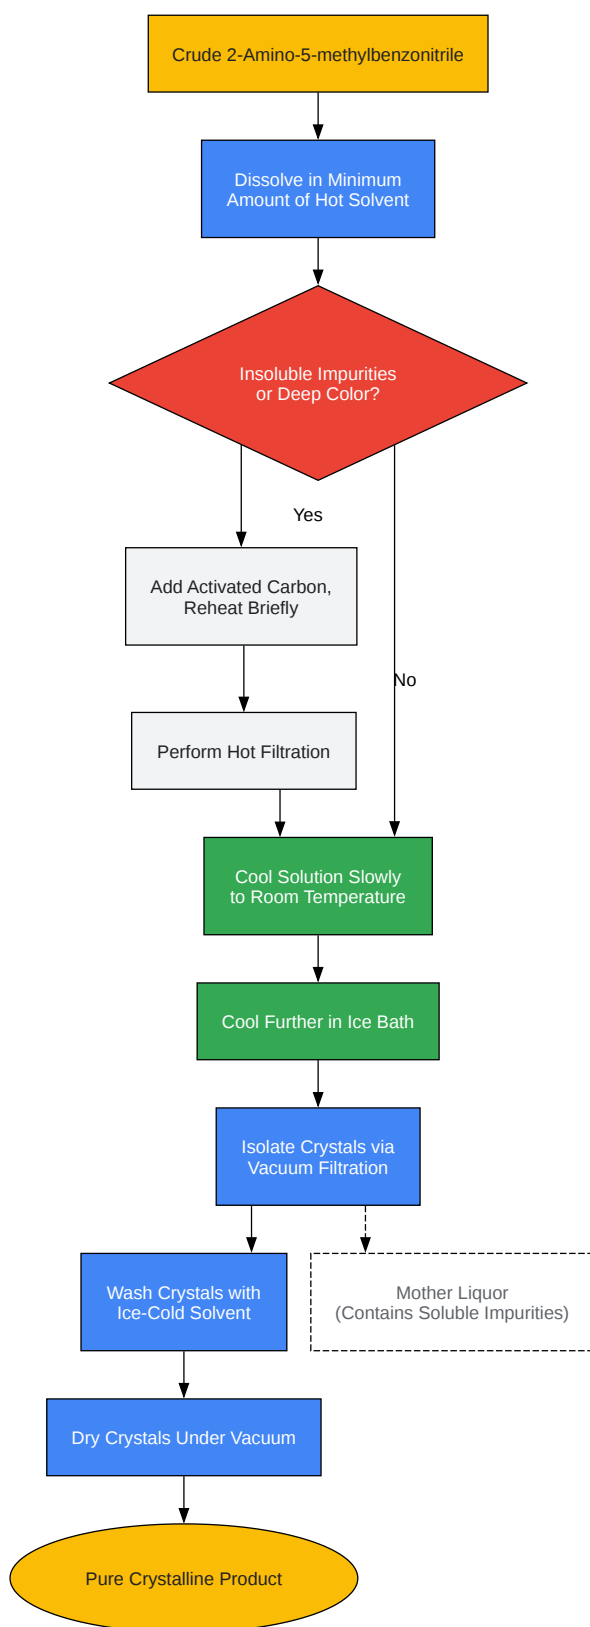 Crude 2-Amino-5-methylbenzonitrile
Dissolve in Minimum
Amount of Hot Solvent
Insoluble Impurities
or Deep Color?
Yes
Add Activated Carbon,
Reheat Briefly
No
Perform Hot Filtration
Cool Solution Slowly
to Room Temperature
Cool Further in Ice Bath
Isolate Crystals via
Vacuum Filtration
Wash Crystals with
Ice-Cold Solvent
Mother Liquor
(Contains Soluble Impurities)
Dry Crystals Under Vacuum
Pure Crystalline Product